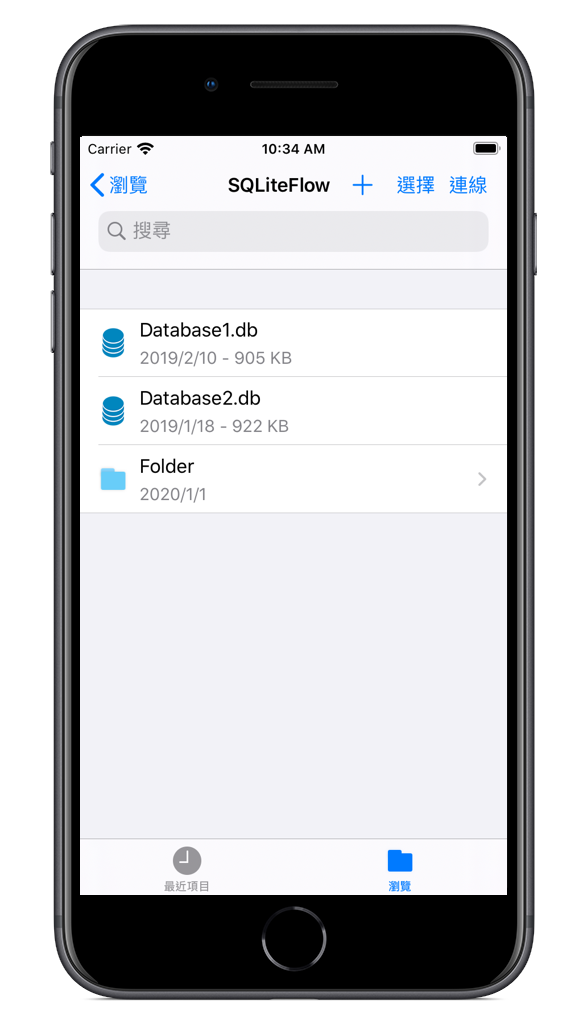 Carrier 10:34 AM
瀏覽 SQLiteFlow 選擇 連線
搜尋
Database1.db
2019/2/10 - 905 KB
Database2.db
2019/1/18 - 922 KB
Folder
2020/1/1
最近項目 瀏覽